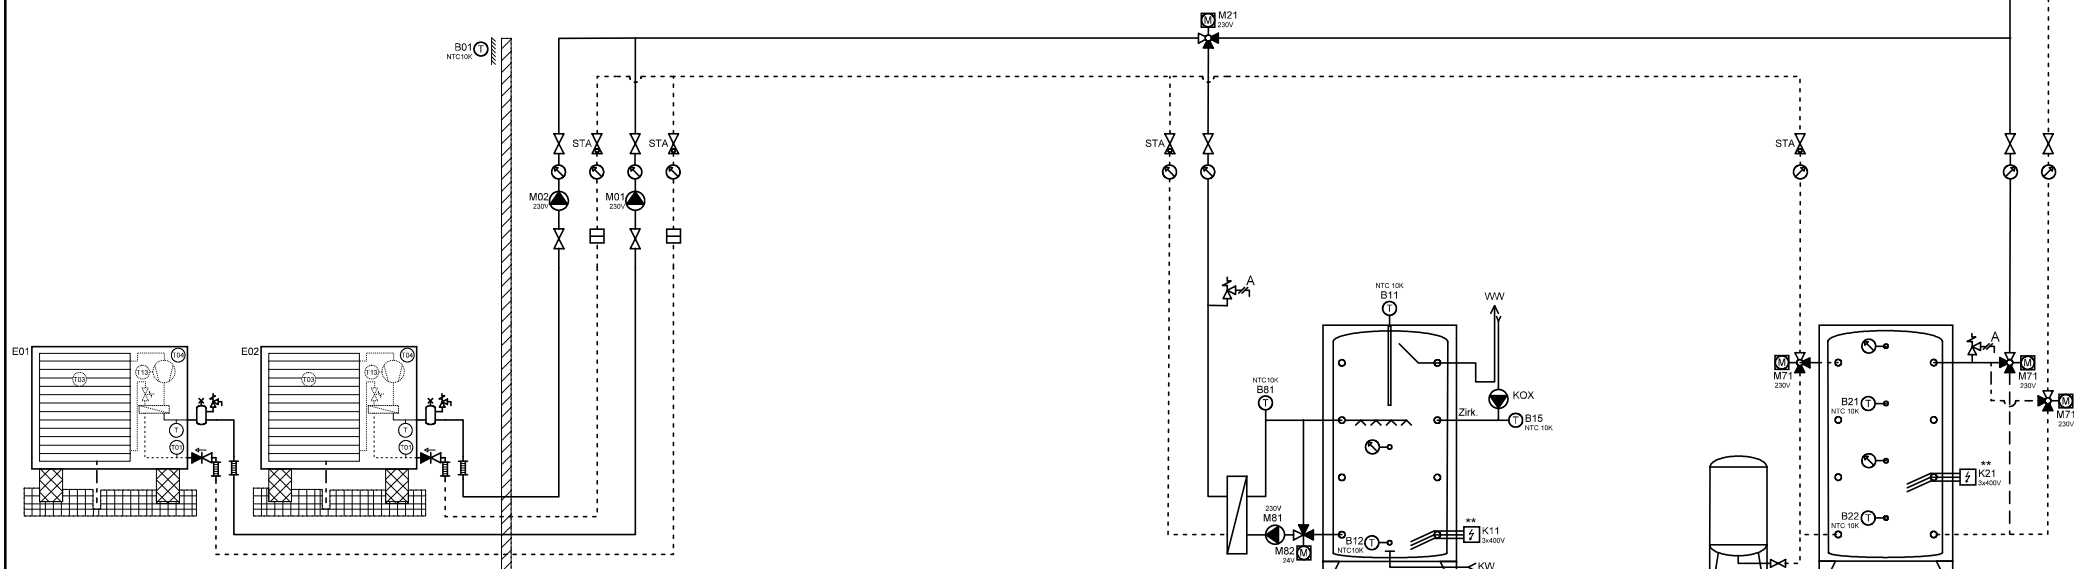 M21
230V
B01
T
NTC10K
STA
STA
STA
STA
M02
230V
M01
230V
A
NTC 10K
B11
T
WW
E01
T04
T03
T13
T
T01
E02
T04
T03
T13
T
T01
NTC10K
B81
T
KOX
Zirk.
T
B15
NTC 10K
M
M71
230V
A
M
M71
230V
M
M71
230V
B21
T
NTC 10K
**
K21
3x400V
B22
T
NTC 10K
230V
M81
M82
24V
M
B12
T
NTC10K
**
K11
3x400V
KW